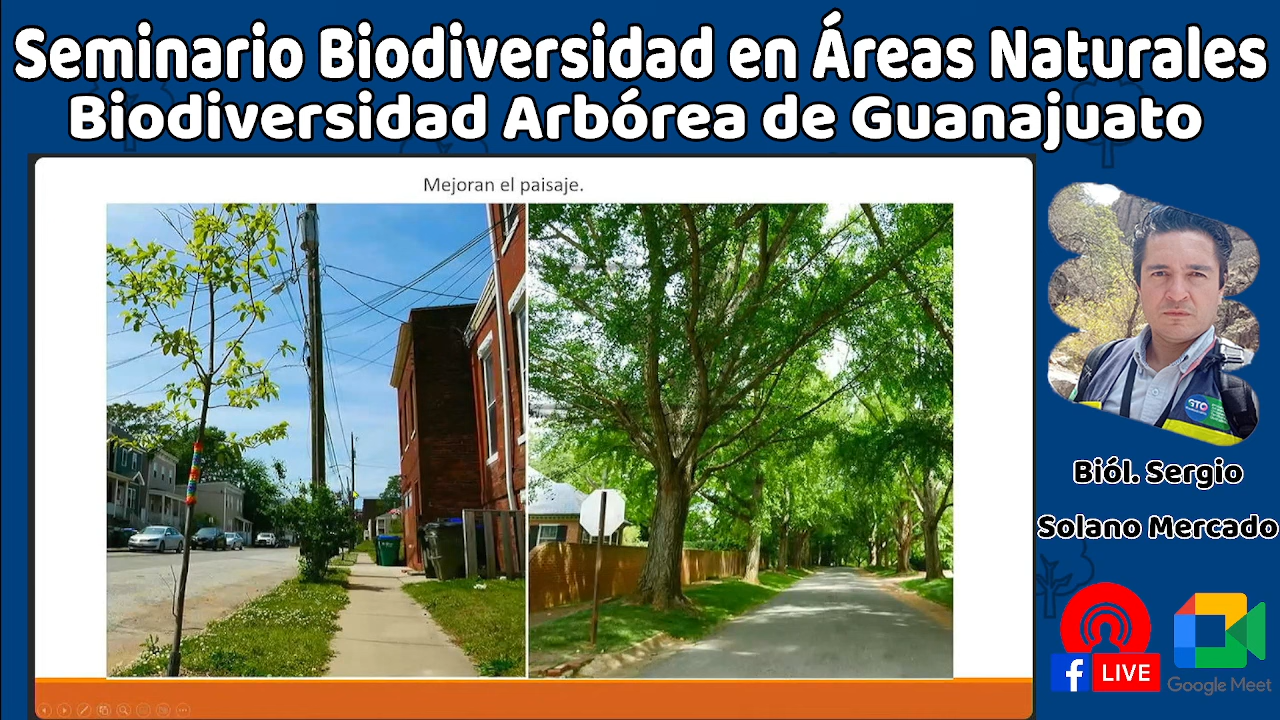 Seminario Biodiversidad en Áreas Naturales
Biodiversidad Arbórea de Guanajuato
Mejoran el paisaje.
GTO
Biól. Sergio
Solano Mercado
f LIVE
Google Meet